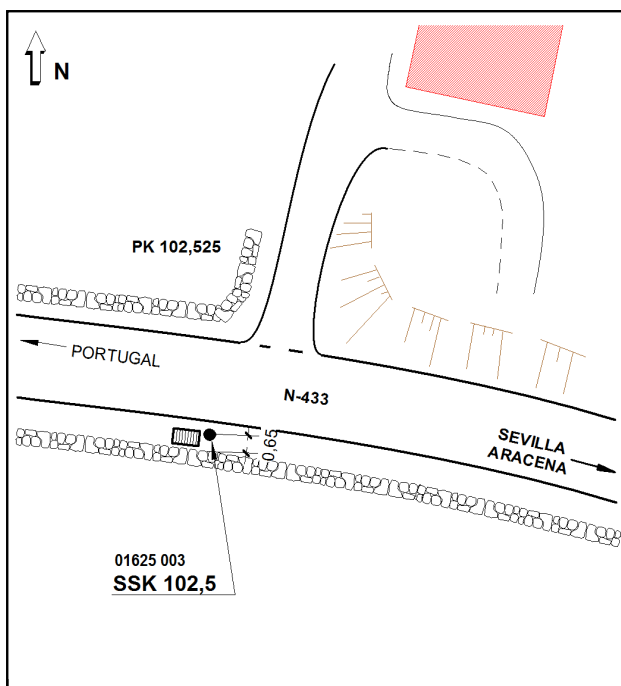 N
PK 102,525
PORTUGAL
N-433
SEVILLA
ARACENA
0,65
01625 003
SSK 102,5